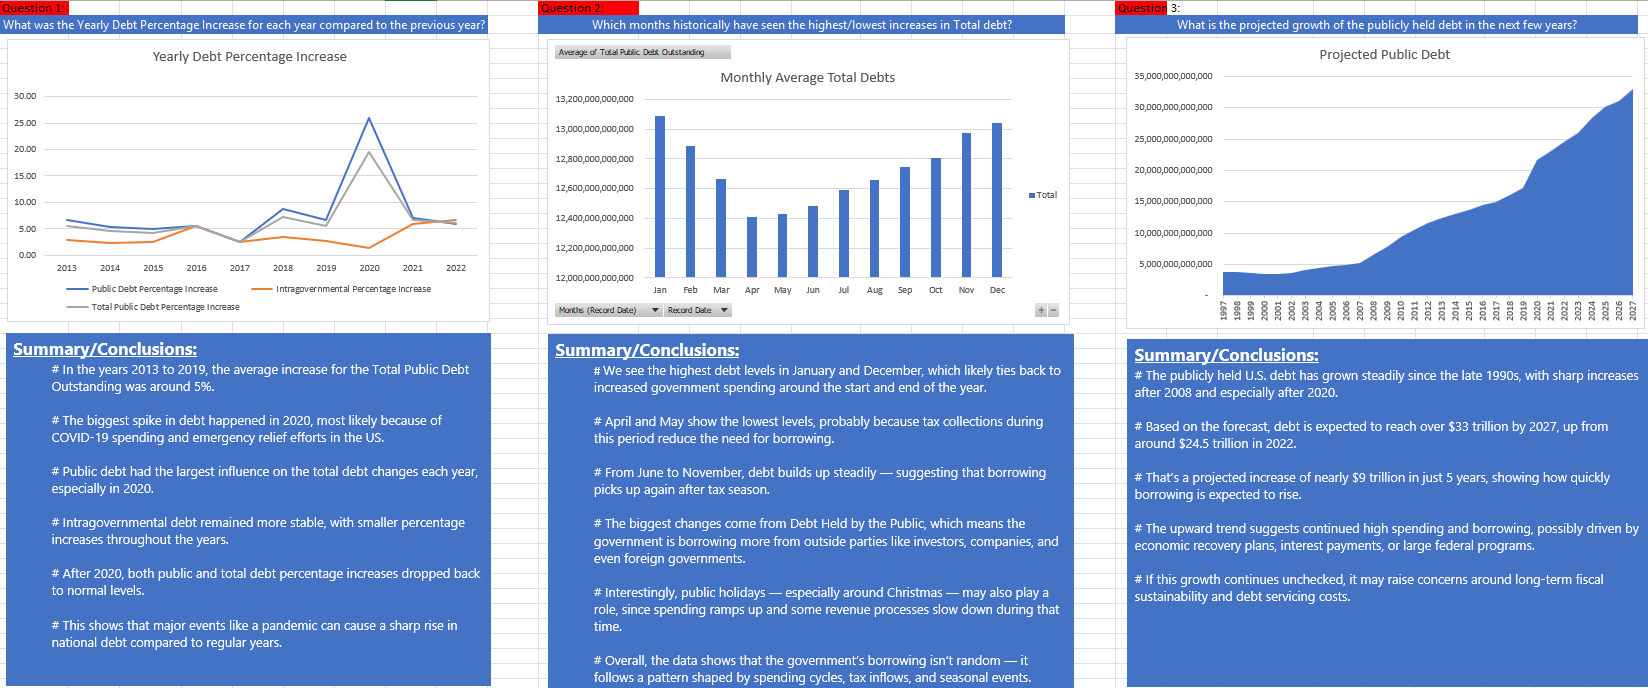 Question 1:
What was the Yearly Debt Percentage Increase for each year compared to the previous year?
Yearly Debt Percentage Increase
30.00
25.00
20.00
15.00
10.00
5.00
0.00
2013 2014 2015 2016 2017 2018 2019 2020 2021 2022
Public Debt Percentage Increase
Intragovernmental Percentage Increase
Total Public Debt Percentage Increase
Summary/Conclusions:
# In the years 2013 to 2019, the average increase for the Total Public Debt
Outstanding was around 5%.
# The biggest spike in debt happened in 2020, most likely because of
COVID-19 spending and emergency relief efforts in the US.
# Public debt had the largest influence on the total debt changes each year,
especially in 2020.
# Intragovernmental debt remained more stable, with smaller percentage
increases throughout the years.
# After 2020, both public and total debt percentage increases dropped back
to normal levels.
# This shows that major events like a pandemic can cause a sharp rise in
national debt compared to regular years.
Question 2:
Which months historically have seen the highest/lowest increases in Total debt?
Average of Total Public Debt Outstanding
Monthly Average Total Debts
13,200,000,000,000
13,000,000,000,000
12,800,000,000,000
12,600,000,000,000
12,400,000,000,000
12,200,000,000,000
12,000,000,000,000
Jan Feb Mar Apr May Jun Jul Aug Sep Oct Nov Dec
Total
Months (Record Date) Record Date + −
Summary/Conclusions:
# We see the highest debt levels in January and December, which likely ties back to
increased government spending around the start and end of the year.
# April and May show the lowest levels, probably because tax collections during
this period reduce the need for borrowing.
# From June to November, debt builds up steadily — suggesting that borrowing
picks up again after tax season.
# The biggest changes come from Debt Held by the Public, which means the
government is borrowing more from outside parties like investors, companies, and
even foreign governments.
# Interestingly, public holidays — especially around Christmas — may also play a
role, since spending ramps up and some revenue processes slow down during that
time.
# Overall, the data shows that the government's borrowing isn't random — it
follows a pattern shaped by spending cycles, tax inflows, and seasonal events.
Question 3:
What is the projected growth of the publicly held debt in the next few years?
Projected Public Debt
35,000,000,000,000
30,000,000,000,000
25,000,000,000,000
20,000,000,000,000
15,000,000,000,000
10,000,000,000,000
5,000,000,000,000
-
1997 1998 1999 2000 2001 2002 2003 2004 2005 2006 2007 2008 2009 2010 2011 2012 2013 2014 2015 2016 2017 2018 2019 2020 2021 2022 2023 2024 2025 2026 2027
Summary/Conclusions:
# The publicly held U.S. debt has grown steadily since the late 1990s, with sharp increases
after 2008 and especially after 2020.
# Based on the forecast, debt is expected to reach over $33 trillion by 2027, up from
around $24.5 trillion in 2022.
# That's a projected increase of nearly $9 trillion in just 5 years, showing how quickly
borrowing is expected to rise.
# The upward trend suggests continued high spending and borrowing, possibly driven by
economic recovery plans, interest payments, or large federal programs.
# If this growth continues unchecked, it may raise concerns around long-term fiscal
sustainability and debt servicing costs.